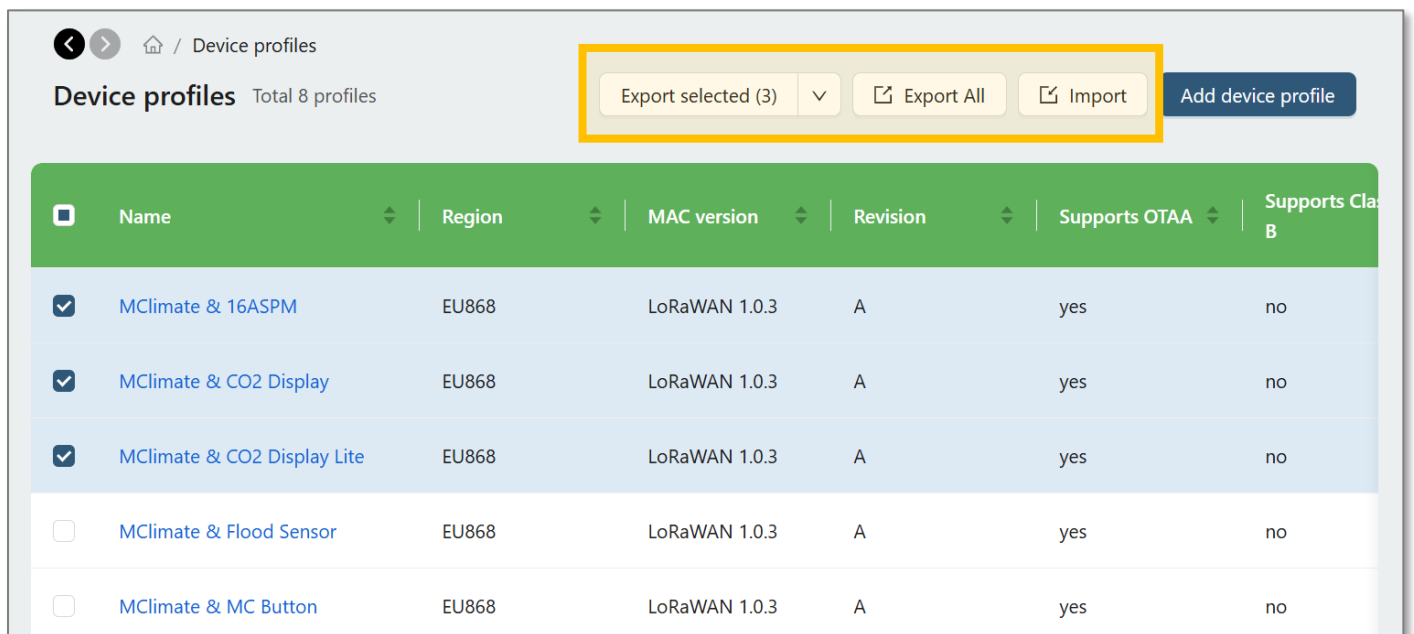 / Device profiles
Device profiles Total 8 profiles
Export selected (3) Export All Import Add device profile
Name Region MAC version Revision Supports OTAA Supports Clas
B
MClimate & 16ASPM EU868 LoRaWAN 1.0.3 A yes no
MClimate & CO2 Display EU868 LoRaWAN 1.0.3 A yes no
MClimate & CO2 Display Lite EU868 LoRaWAN 1.0.3 A yes no
MClimate & Flood Sensor EU868 LoRaWAN 1.0.3 A yes no
MClimate & MC Button EU868 LoRaWAN 1.0.3 A yes no